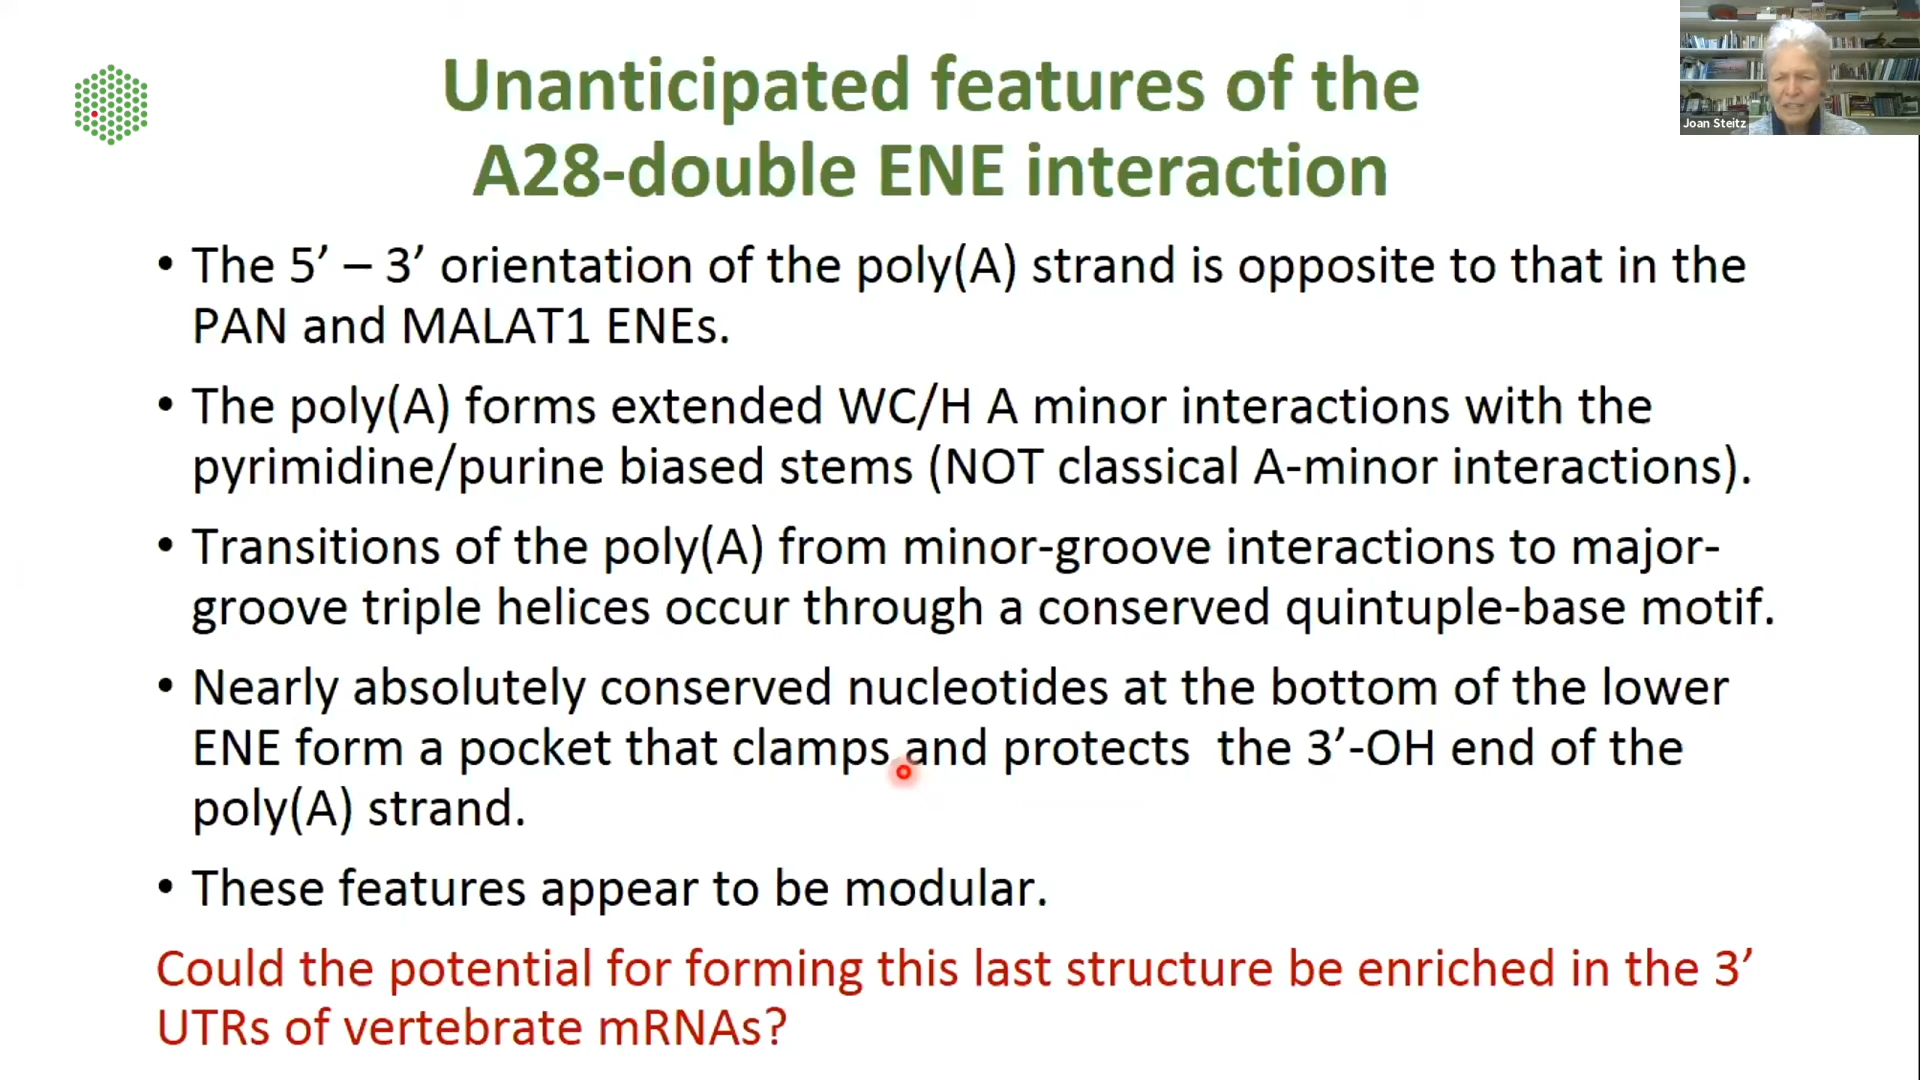 Unanticipated features of the
A28-double ENE interaction
Joan Steitz
• The 5’ – 3’ orientation of the poly(A) strand is opposite to that in the
PAN and MALAT1 ENEs.
• The poly(A) forms extended WC/H A minor interactions with the
pyrimidine/purine biased stems (NOT classical A-minor interactions).
• Transitions of the poly(A) from minor-groove interactions to major-
groove triple helices occur through a conserved quintuple-base motif.
• Nearly absolutely conserved nucleotides at the bottom of the lower
ENE form a pocket that clamps and protects  the 3’-OH end of the
poly(A) strand.
• These features appear to be modular.
Could the potential for forming this last structure be enriched in the 3’
UTRs of vertebrate mRNAs?